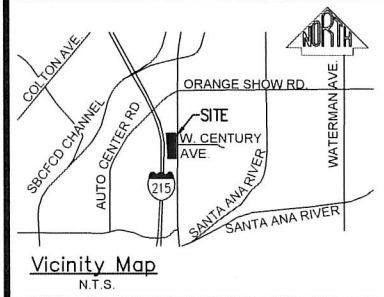 NORTH
COLTON AVE.
ORANGE SHOW RD.
WATERMAN AVE.
SITE
W. CENTURY
AVE.
SBCFCD CHANNEL
AUTO CENTER RD.
215
SANTA ANA RIVER
SANTA ANA RIVER
Vicinity Map
N.T.S.